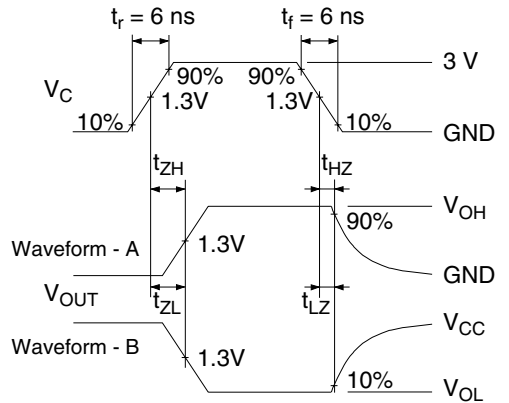 tr = 6 ns
tf = 6 ns
90%
90%
3 V
VC
1.3V
1.3V
10%
10%
GND
tZH
tHZ
VOH
90%
1.3V
Waveform - A
GND
VOUT
tZL
tLZ
VCC
Waveform - B
1.3V
10%
VOL